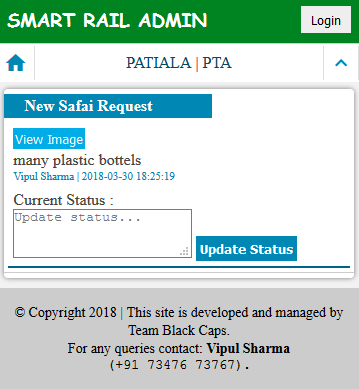 SMART RAIL ADMIN
Login
PATIALA | PTA
New Safai Request
View Image
many plastic bottels
Vipul Sharma | 2018-03-30 18:25:19
Current Status :
Update status...
Update Status
© Copyright 2018 | This site is developed and managed by
Team Black Caps.
For any queries contact: Vipul Sharma
(+91 73476 73767).